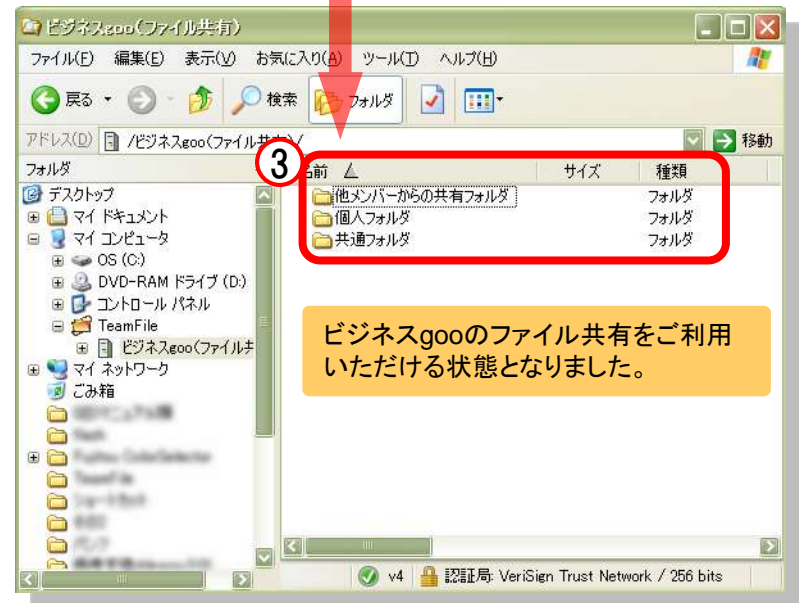 ビジネスgoo(ファイル共有)
ファイル(F) 編集(E) 表示(V) お気に入り(A) ツール(T) ヘルプ(H)
戻る 検索 フォルダ
アドレス(D) /ビジネスgoo(ファイル共有)/ 移動
フォルダ
③
名前 サイズ 種類
他メンバーからの共有フォルダ フォルダ
個人フォルダ フォルダ
共通フォルダ フォルダ
デスクトップ
マイ ドキュメント
マイ コンピュータ
OS (C:)
DVD-RAM ドライブ (D:)
コントロール パネル
TeamFile
ビジネスgoo(ファイルキ
マイ ネットワーク
ごみ箱
ビジネスgooのファイル共有をご利用
いただける状態となりました。
v4 認証局: VeriSign Trust Network / 256 bits